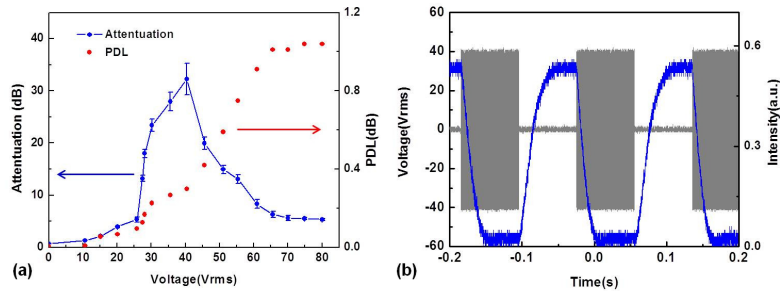 Attentuation
PDL
Attentuation (dB)
40
30
20
10
0
0 10 20 30 40 50 60 70 80
Voltage(Vrms)
1.2
0.8
0.4
0.0
PDL(dB)
(a)
Voltage(Vrms)
60
40
20
0
-20
-40
-60
-0.2 -0.1 0.0 0.1 0.2
Time(s)
0.6
0.3
0.0
Intensity(a.u.)
(b)